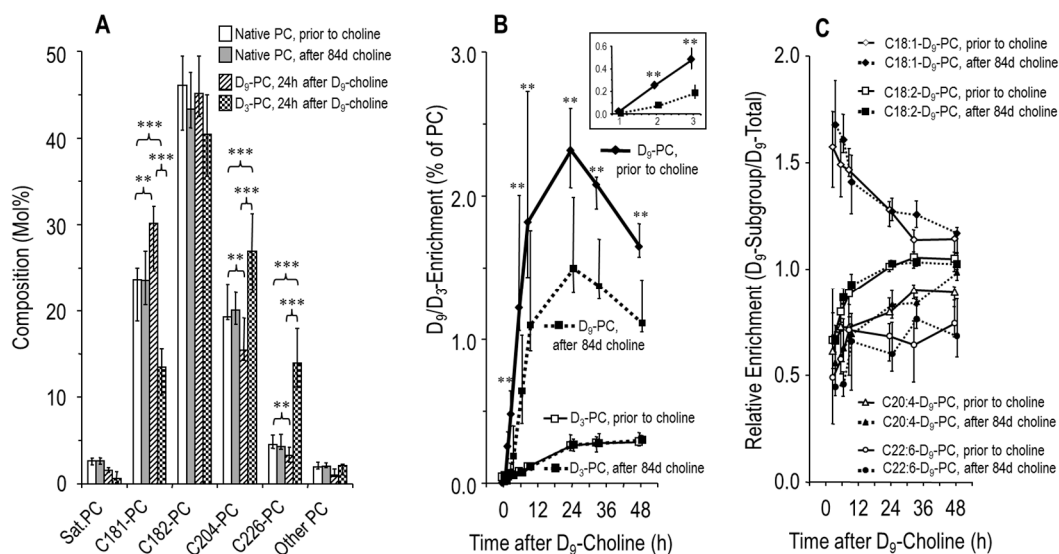 A
Native PC, prior to choline
Native PC, after 84d choline
D₉-PC, 24h after D₉-choline
D₃-PC, 24h after D₉-choline
Composition (Mol%)
50
40
30
20
10
0
***
**
***
***
**
***
***
**
***
Sat.PC
C181-PC
C182-PC
C204-PC
C226-PC
Other PC
B
D₉/D₃-Enrichment (% of PC)
3.0
2.0
1.0
0.0
0.6
0.4
0.2
0.0
1
2
3
**
**
**
**
**
**
**
**
D₉-PC,
prior to choline
D₉-PC,
after 84d choline
D₃-PC, prior to choline
D₃-PC, after 84d choline
0
12
24
36
48
Time after D₉-Choline (h)
C
Relative Enrichment (D₉-Subgroup/D₉-Total)
C18:1-D₉-PC, prior to choline
C18:1-D₉-PC, after 84d choline
C18:2-D₉-PC, prior to choline
C18:2-D₉-PC, after 84d choline
2.0
1.5
1.0
0.5
0.0
C20:4-D₉-PC, prior to choline
C20:4-D₉-PC, after 84d choline
C22:6-D₉-PC, prior to choline
C22:6-D₉-PC, after 84d choline
0
12
24
36
48
Time after D₉-Choline (h)